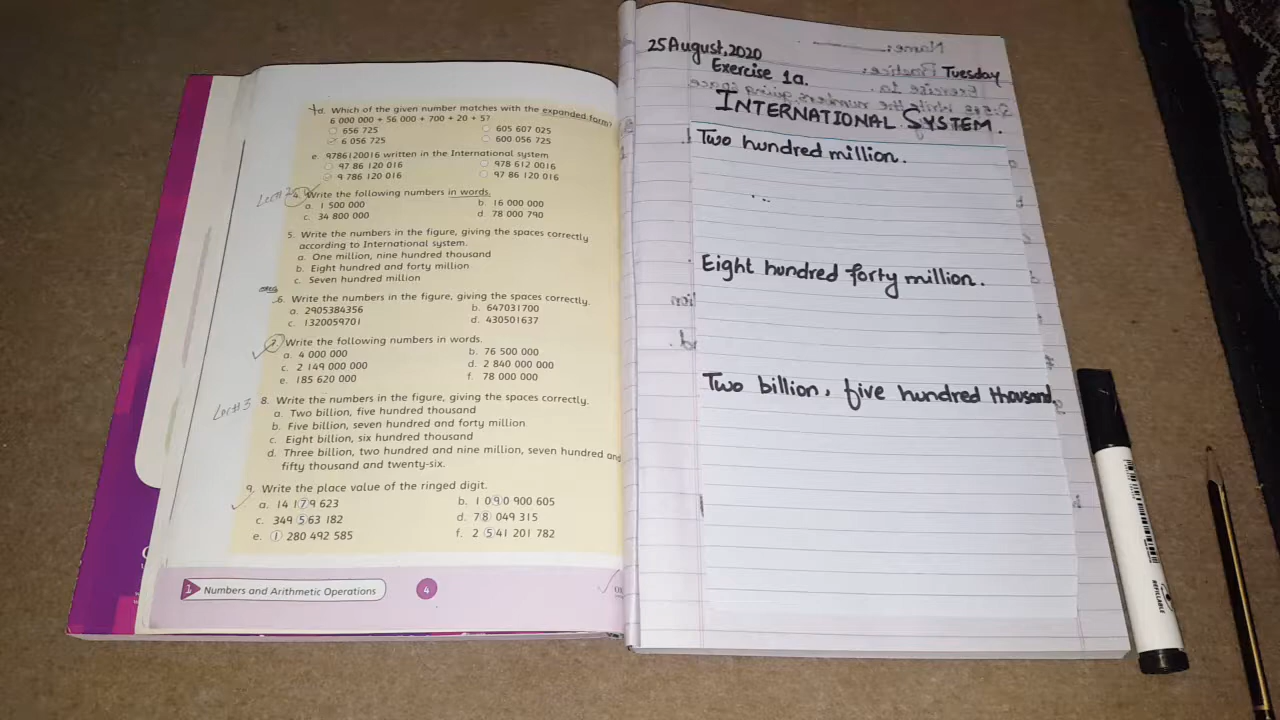 d. Which of the given number matches with the expanded form?
6 000 000 + 56 000 + 700 + 20 + 5?
656 725
605 607 025
6 056 725
600 056 725
e. 9786120016 written in the International system
97 86 120 016
978 612 0016
9 786 120 016
97 86 120 016
4. Write the following numbers in words.
a. 1 500 000
b. 16 000 000
c. 34 800 000
d. 78 000 790
5. Write the numbers in the figure, giving the spaces correctly
according to International system.
a. One million, nine hundred thousand
b. Eight hundred and forty million
c. Seven hundred million
6. Write the numbers in the figure, giving the spaces correctly.
a. 2905384356
b. 647031700
c. 1320059701
d. 430501637
7. Write the following numbers in words.
a. 4 000 000
b. 76 500 000
c. 2 149 000 000
d. 2 840 000 000
e. 185 620 000
f. 78 000 000
Lec#3
8. Write the numbers in the figure, giving the spaces correctly.
a. Two billion, five hundred thousand
b. Five billion, seven hundred and forty million
c. Eight billion, six hundred thousand
d. Three billion, two hundred and nine million, seven hundred and
fifty thousand and twenty-six.
9. Write the place value of the ringed digit.
a. 14 179 623
b. 1 090 900 605
c. 349 563 182
d. 78 049 315
e. 1 280 492 585
f. 2 541 201 782
1 Numbers and Arithmetic Operations
4
25 August, 2020
Exercise 1a.
Tuesday
INTERNATIONAL SYSTEM.
Two hundred million.
Eight hundred forty million.
Two billion, five hundred thousand.
REFILLABLE